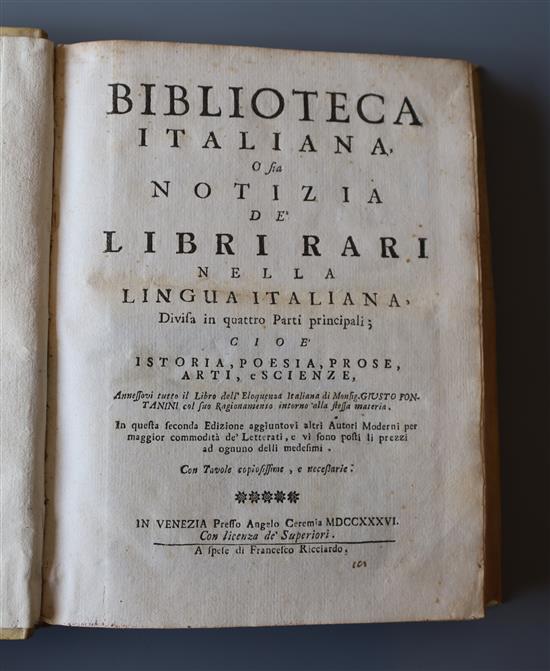 BIBLIOTECA
ITALIANA,
O ſia
NOTIZIA
DE'
LIBRI RARI
NELLA
LINGUA ITALIANA,
Diviſa in quattro Parti principali;
CIOE'
ISTORIA, POESIA, PROSE,
ARTI, e SCIENZE,
Anneſſovi tutto il Libro dell' Eloquenza Italiana di Monſig. GIUSTO FON-
TANINI col ſuo Ragionamento intorno alla ſteſſa materia.
In queſta ſeconda Edizione aggiuntovi altri Autori Moderni per
maggior commodità de' Letterati, e vi ſono poſti li prezzi
ad ognuno delli medeſimi.
Con Tavole copioſiſſime, e neceſſarie.
IN VENEZIA Preſſo Angelo Geremia MDCCXXXVI.
Con licenza de' Superiori.
A ſpeſe di Franceſco Ricciardo.